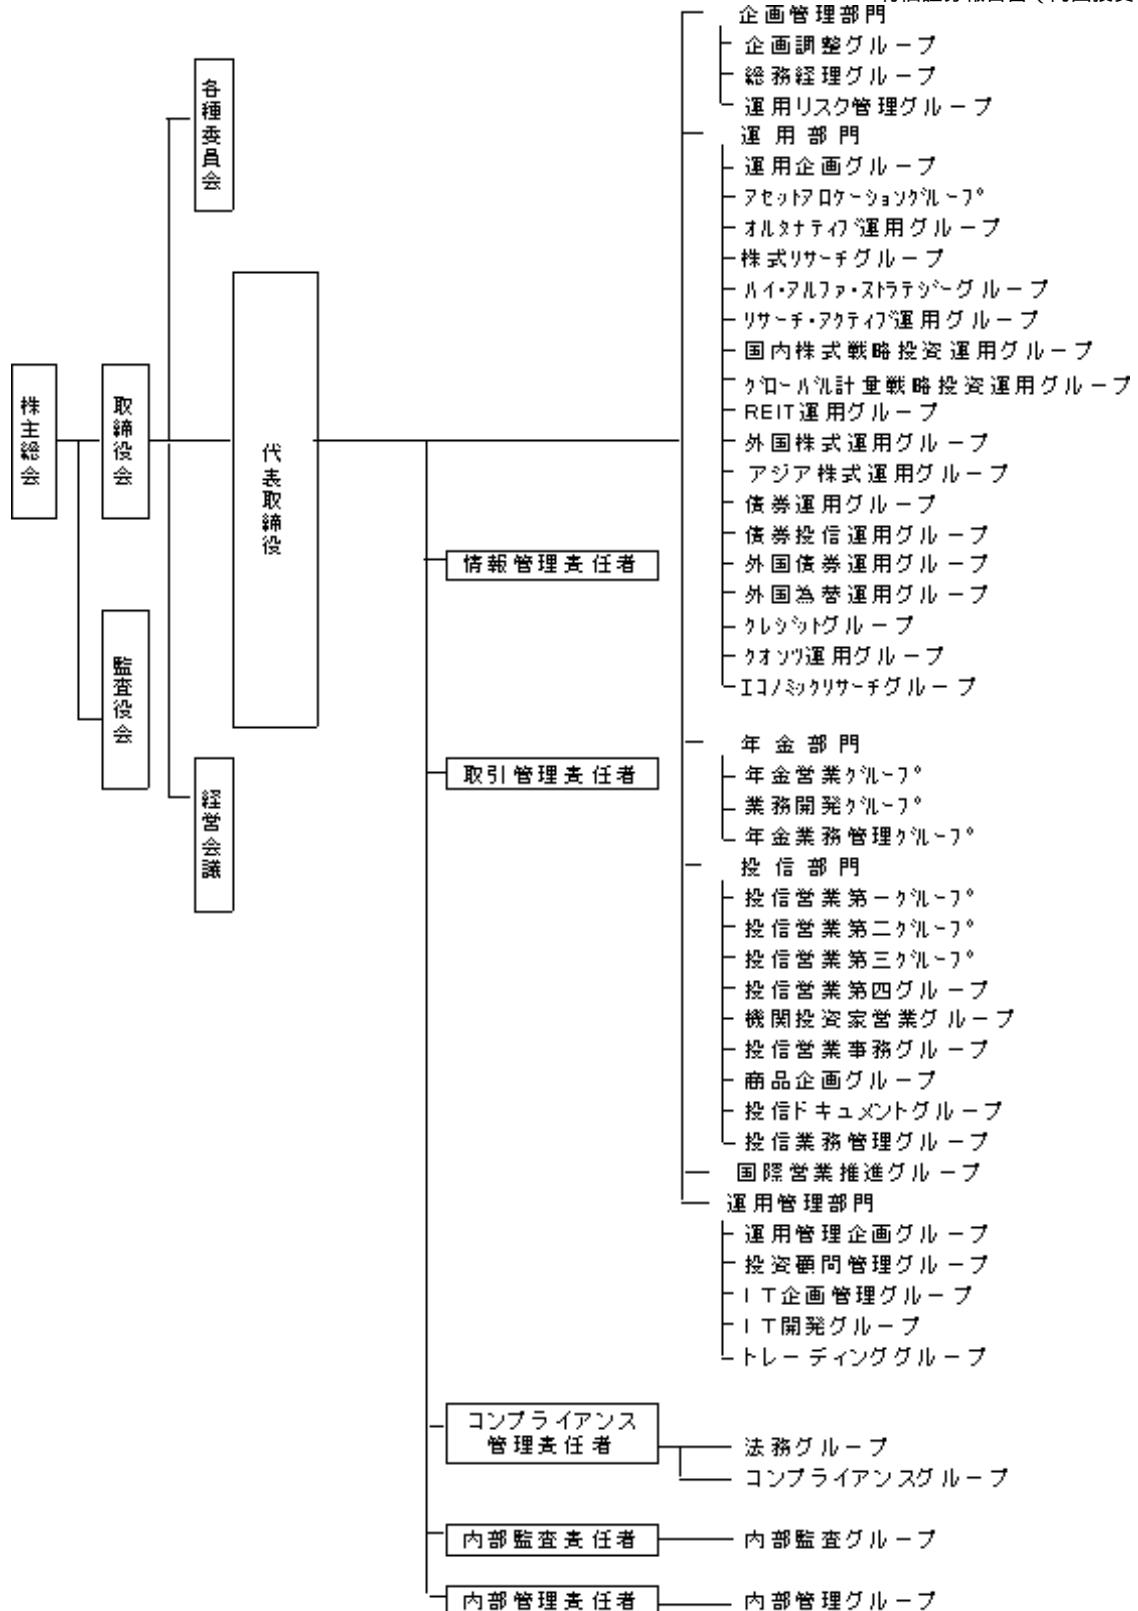 企画管理部門
企画調整グループ
総務経理グループ
運用リスク管理グループ
運用部門
運用企画グループ
ｱｾｯﾄｱﾛｹｰｼｮﾝｸﾞﾙｰﾌﾟ
ｵﾙﾀﾅﾃｨﾌﾞ運用グループ
株式ﾘｻｰﾁグループ
ﾊｲ・ｱﾙﾌｧ・ｽﾄﾗﾃｼﾞｰグループ
ﾘｻｰﾁ・ｱｸﾃｨﾌﾞ運用グループ
国内株式戦略投資運用グループ
ｸﾞﾛｰﾊﾞﾙ計量戦略投資運用グループ
REIT運用グループ
外国株式運用グループ
アジア株式運用グループ
債券運用グループ
債券投信運用グループ
外国債券運用グループ
外国為替運用グループ
ｸﾚｼﾞｯﾄグループ
ｸｵﾝﾂ運用グループ
ｴｺﾉﾐｯｸﾘｻｰﾁグループ
各種委員会
株主総会
取締役会
代表取締役
監査役会
経営会議
情報管理責任者
取引管理責任者
年金部門
年金営業ｸﾞﾙｰﾌﾟ
業務開発ｸﾞﾙｰﾌﾟ
年金業務管理ｸﾞﾙｰﾌﾟ
投信部門
投信営業第一ｸﾞﾙｰﾌﾟ
投信営業第二ｸﾞﾙｰﾌﾟ
投信営業第三ｸﾞﾙｰﾌﾟ
投信営業第四グループ
機関投資家営業グループ
投信営業事務グループ
商品企画グループ
投信ドキュメントグループ
投信業務管理グループ
国際営業推進グループ
運用管理部門
運用管理企画グループ
投資顧問管理グループ
ＩＴ企画管理グループ
ＩＴ開発グループ
トレーディンググループ
コンプライアンス
管理責任者
法務グループ
コンプライアンスグループ
内部監査責任者
内部監査グループ
内部管理責任者
内部管理グループ